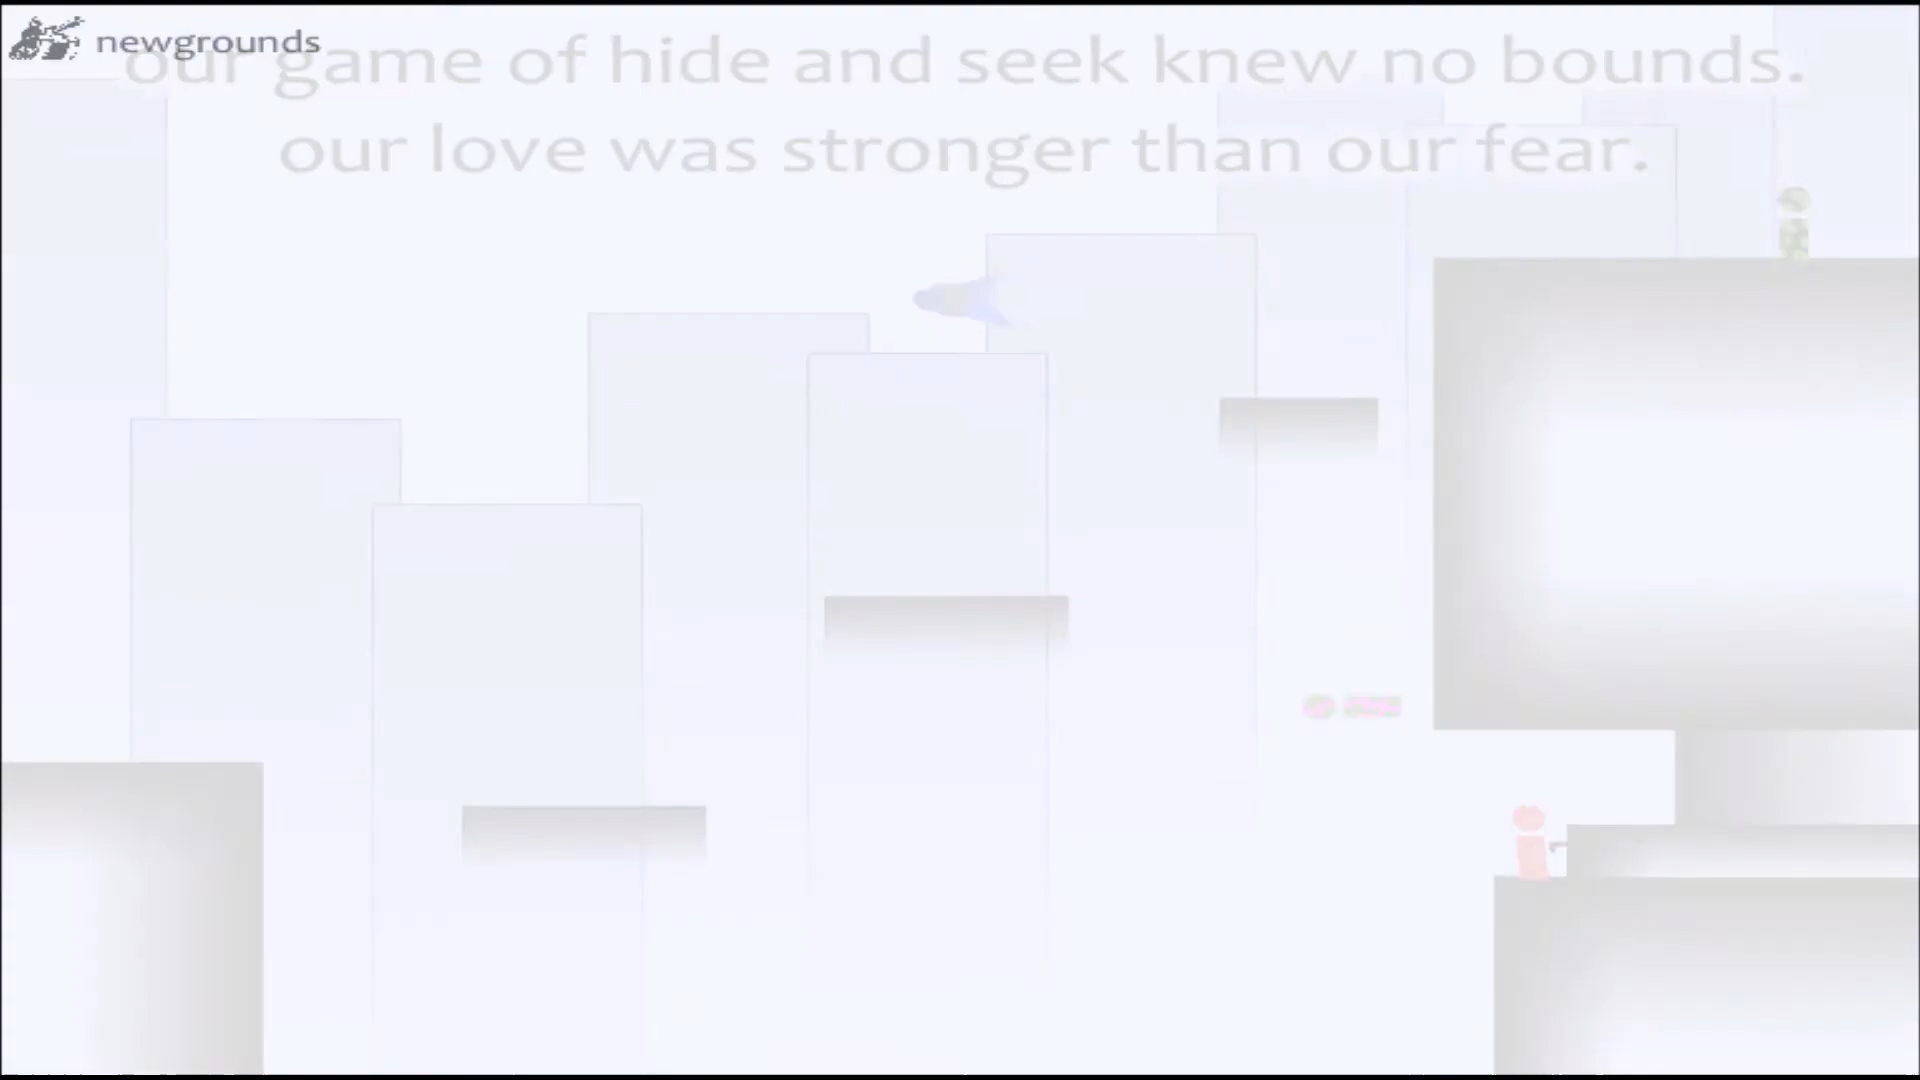 newgrounds
our game of hide and seek knew no bounds.
our love was stronger than our fear.